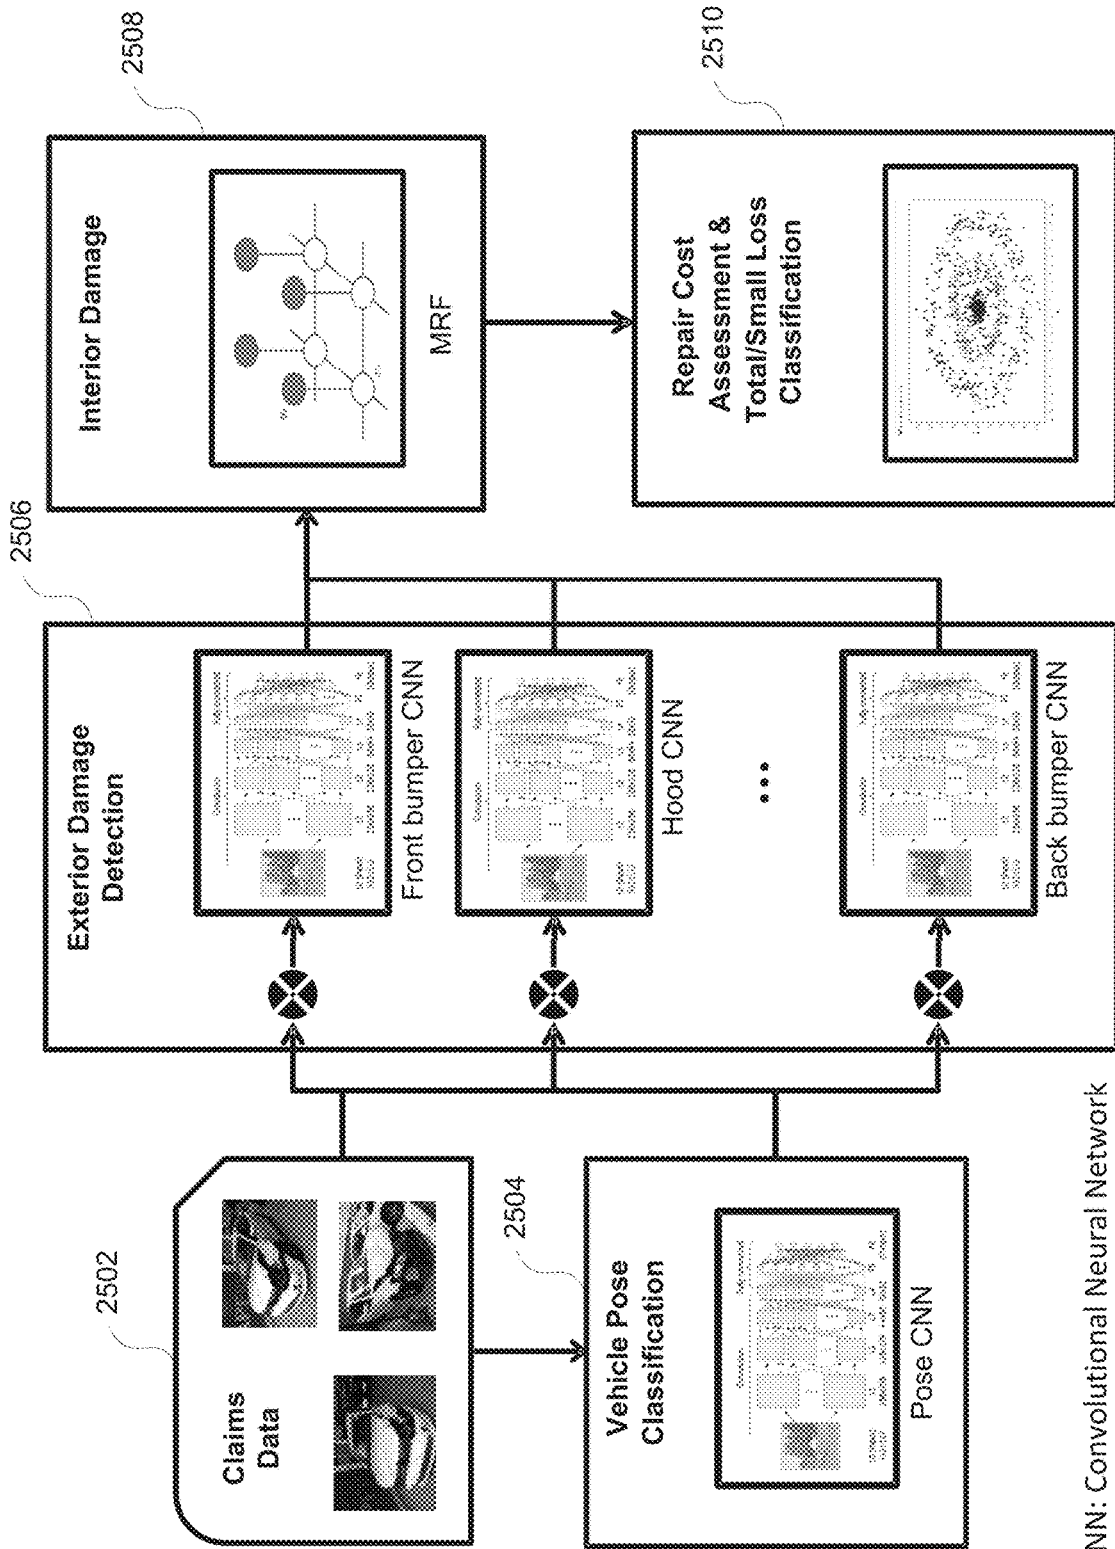 2502
Claims
Data
2504
Vehicle Pose
Classification
Pose CNN
2506
Exterior Damage
Detection
Front bumper CNN
Hood CNN
...
Back bumper CNN
2508
Interior Damage
MRF
2510
Repair Cost
Assessment &
Total/Small Loss
Classification
NN: Convolutional Neural Network